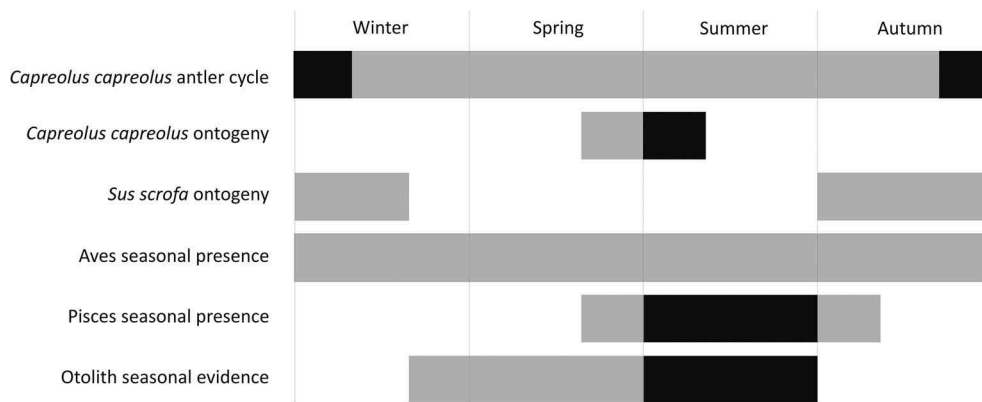 Winter Spring Summer Autumn
Capreolus capreolus antler cycle
Capreolus capreolus ontogeny
Sus scrofa ontogeny
Aves seasonal presence
Pisces seasonal presence
Otolith seasonal evidence